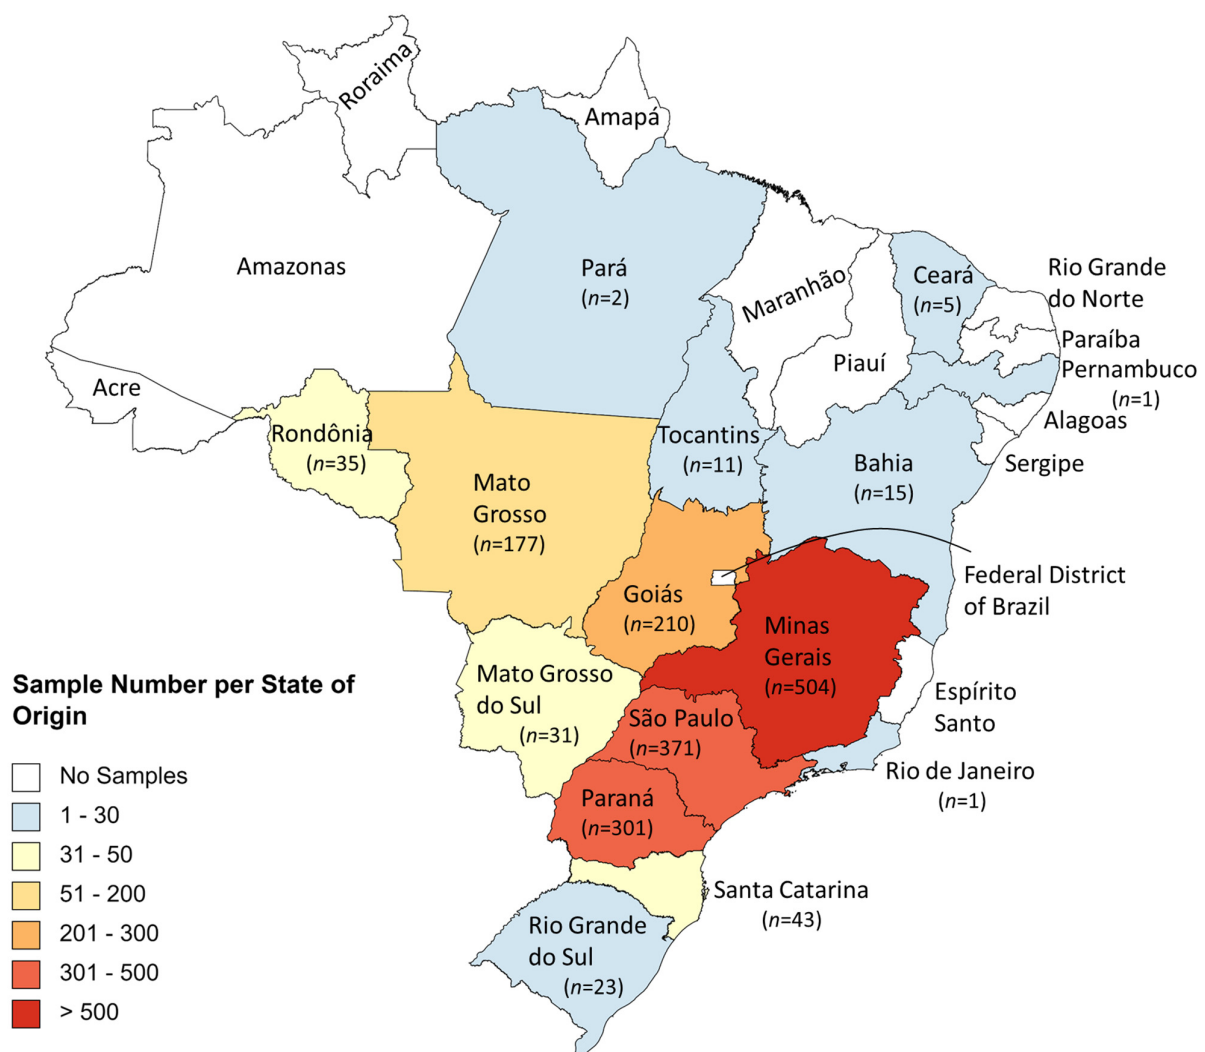 Roraima
Amapá
Amazonas
Pará
(n=2)
Maranhão
Ceará
(n=5)
Rio Grande
do Norte
Paraíba
Piauí
Pernambuco
(n=1)
Acre
Alagoas
Rondônia
(n=35)
Tocantins
(n=11)
Bahia
(n=15)
Sergipe
Mato
Grosso
(n=177)
Federal District
of Brazil
Goiás
(n=210)
Minas
Gerais
(n=504)
Mato Grosso
do Sul
(n=31)
Espírito
Santo
São Paulo
(n=371)
Rio de Janeiro
(n=1)
Paraná
(n=301)
Santa Catarina
(n=43)
Rio Grande
do Sul
(n=23)
Sample Number per State of
Origin
No Samples
1 - 30
31 - 50
51 - 200
201 - 300
301 - 500
> 500